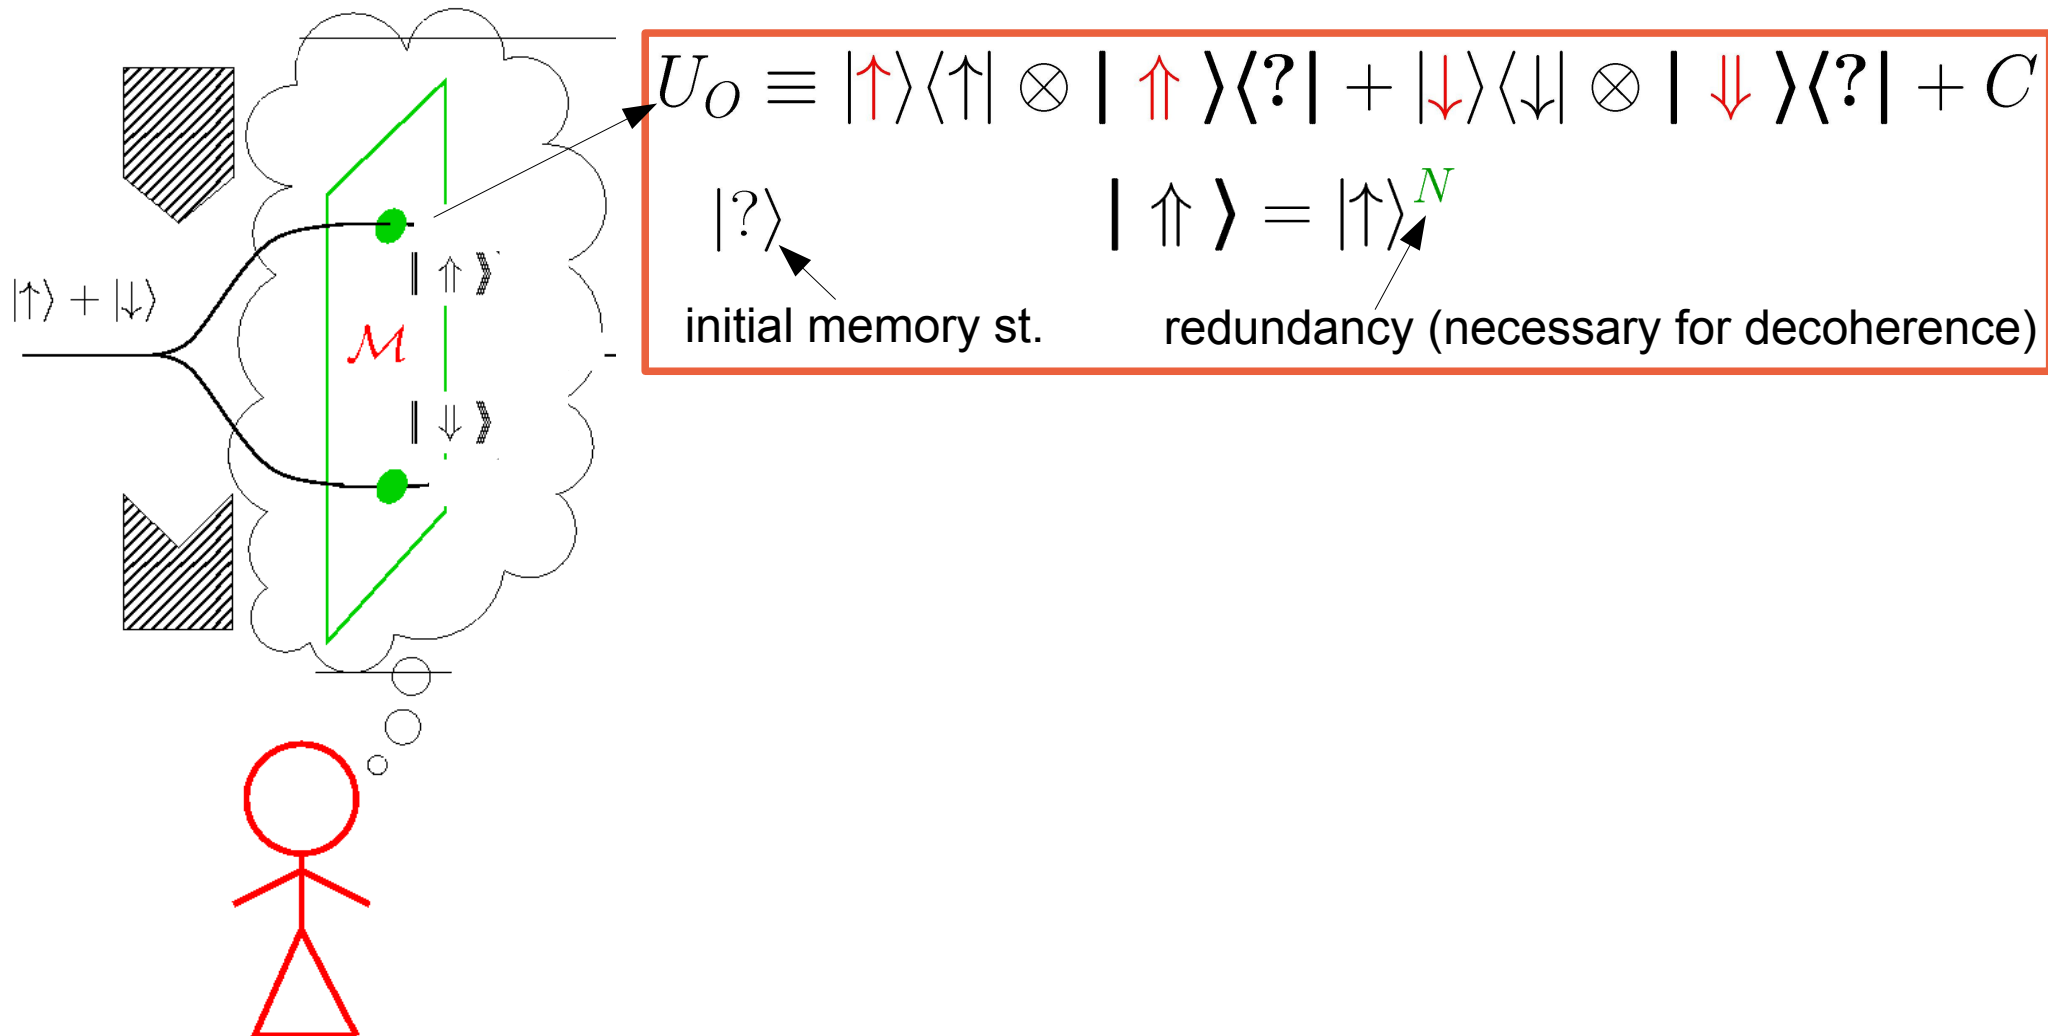 U_O ≡ |↑⟩⟨↑| ⊗ | ⇑ ⟩⟨?| + |↓⟩⟨↓| ⊗ | ⇓ ⟩⟨?| + C
|?⟩
| ⇑ ⟩ = |↑⟩^N
initial memory st.
redundancy (necessary for decoherence)
|↑⟩ + |↓⟩
| ⇑ ⟩
ℳ
| ⇓ ⟩